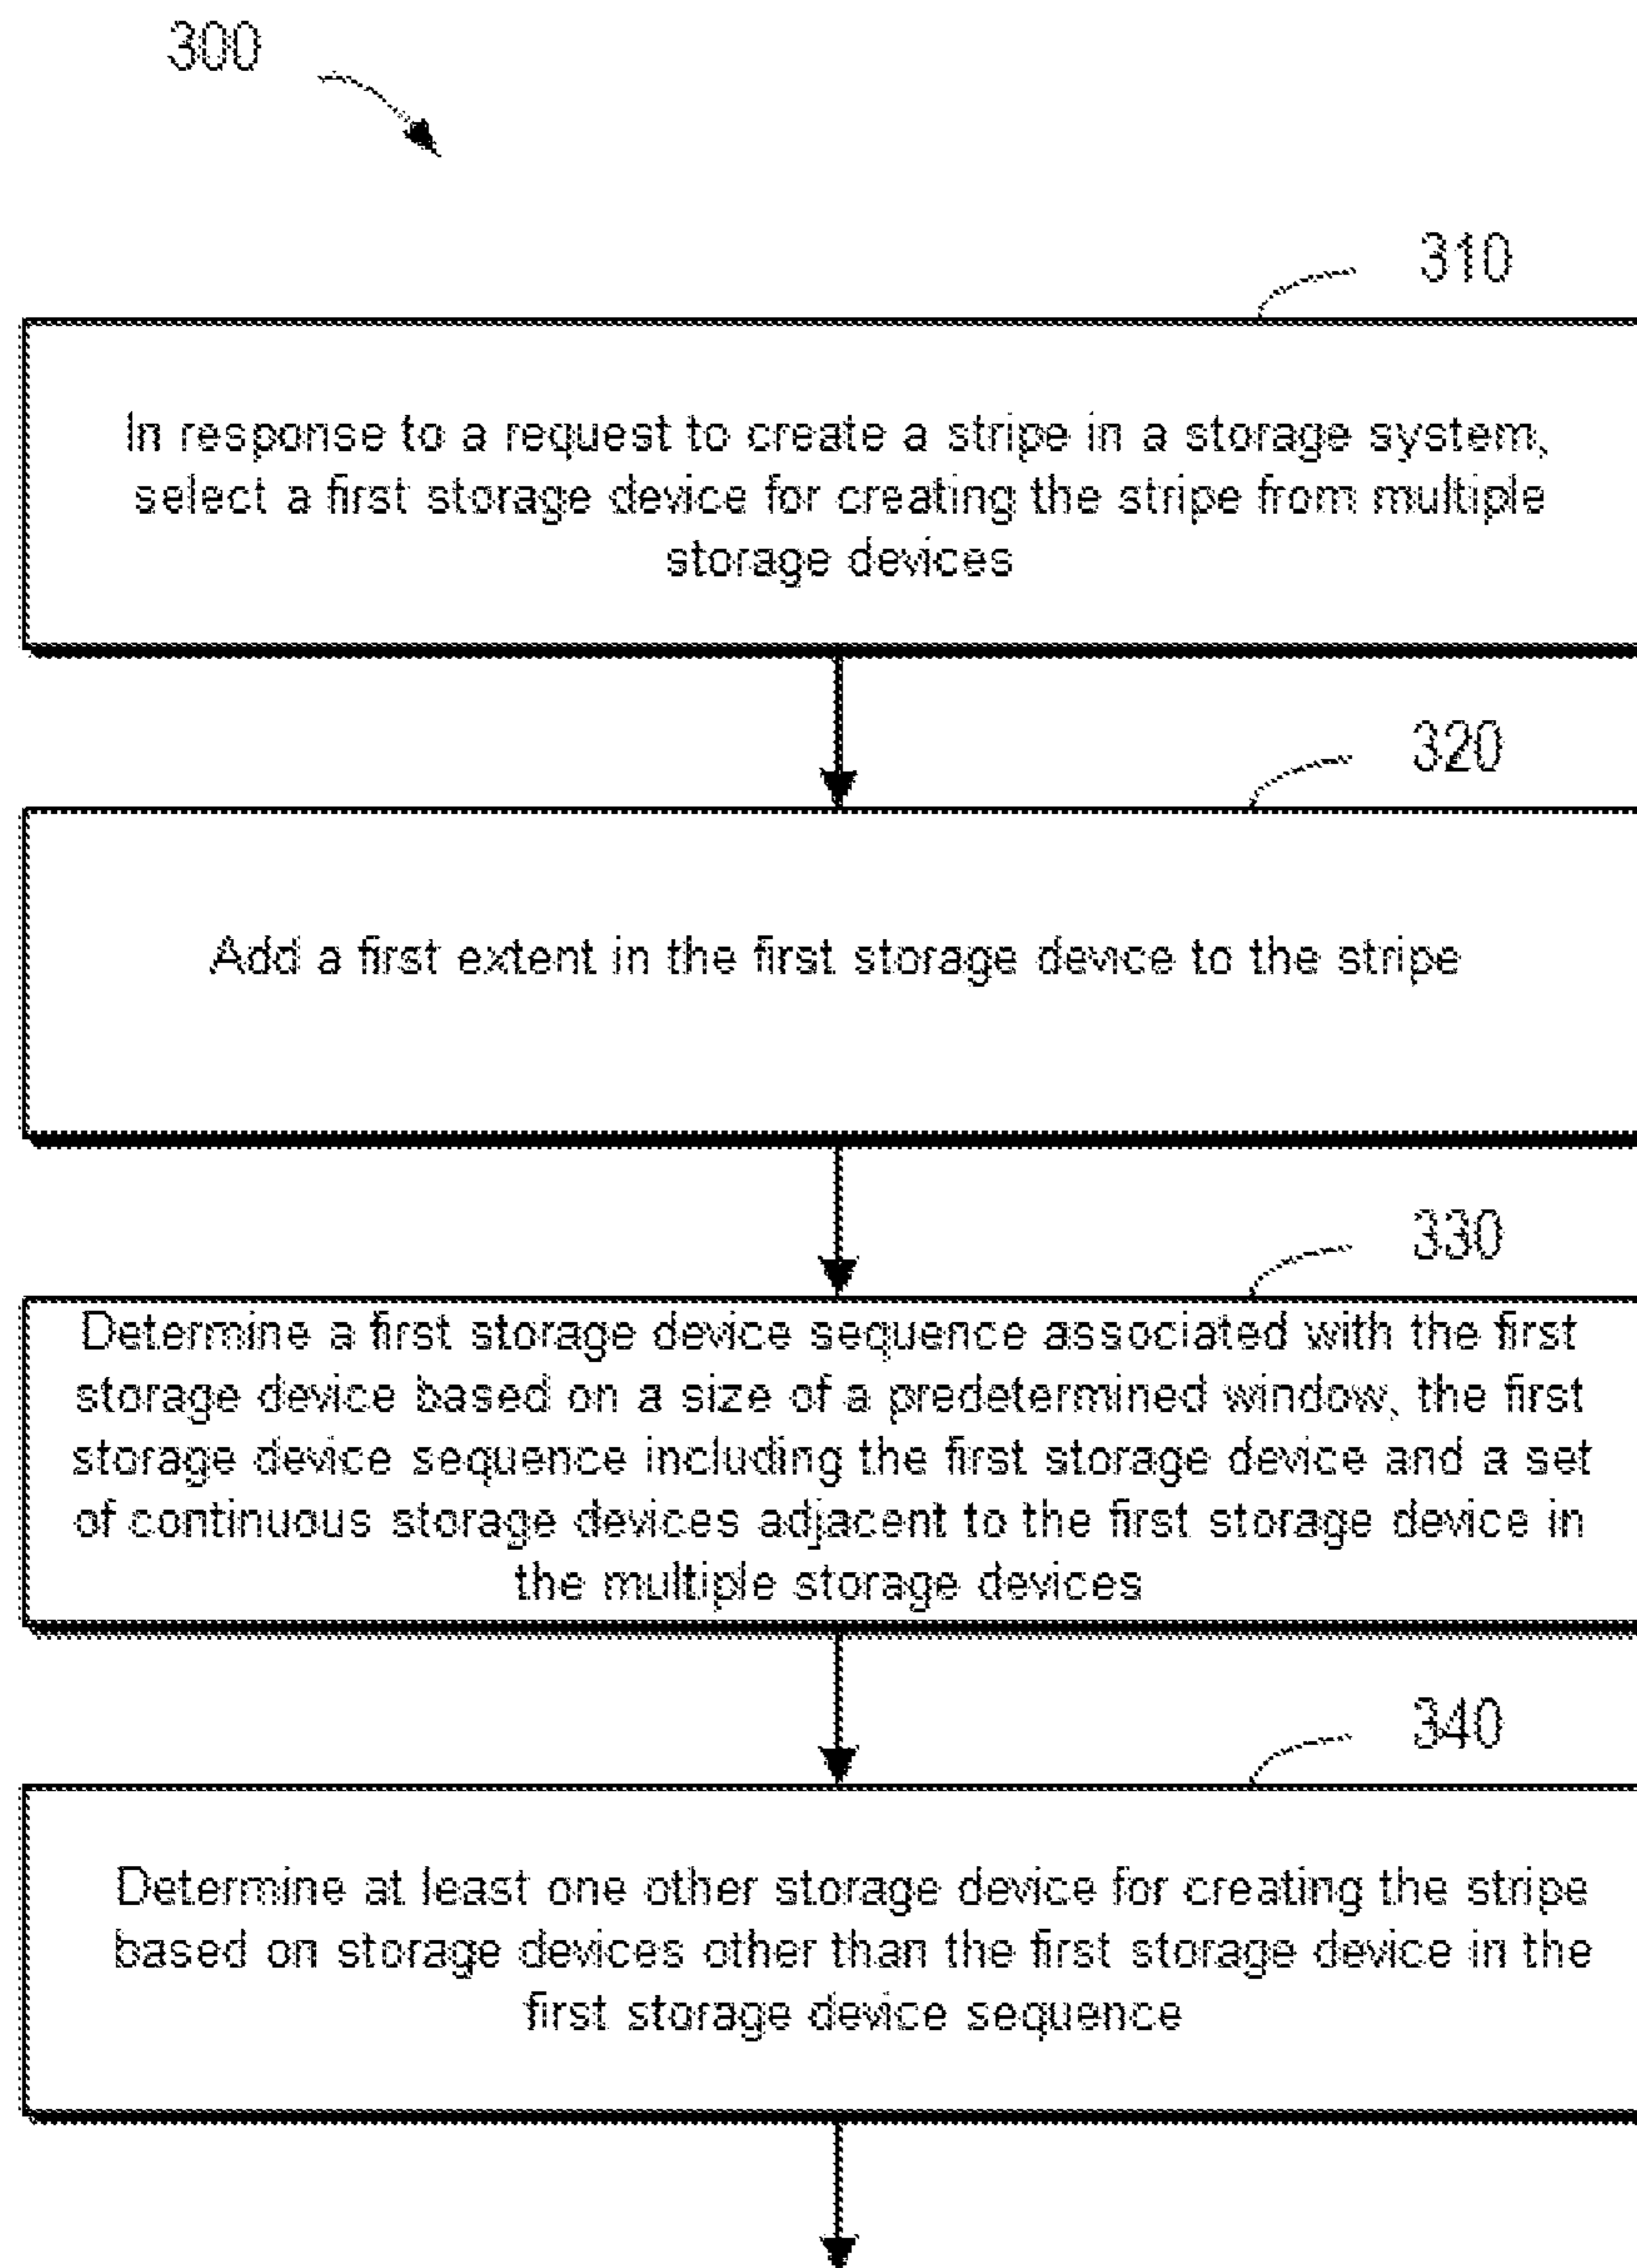 300
310
In response to a request to create a stripe in a storage system,
select a first storage device for creating the stripe from multiple
storage devices
320
Add a first extent in the first storage device to the stripe
330
Determine a first storage device sequence associated with the first
storage device based on a size of a predetermined window, the first
storage device sequence including the first storage device and a set
of continuous storage devices adjacent to the first storage device in
the multiple storage devices
340
Determine at least one other storage device for creating the stripe
based on storage devices other than the first storage device in the
first storage device sequence